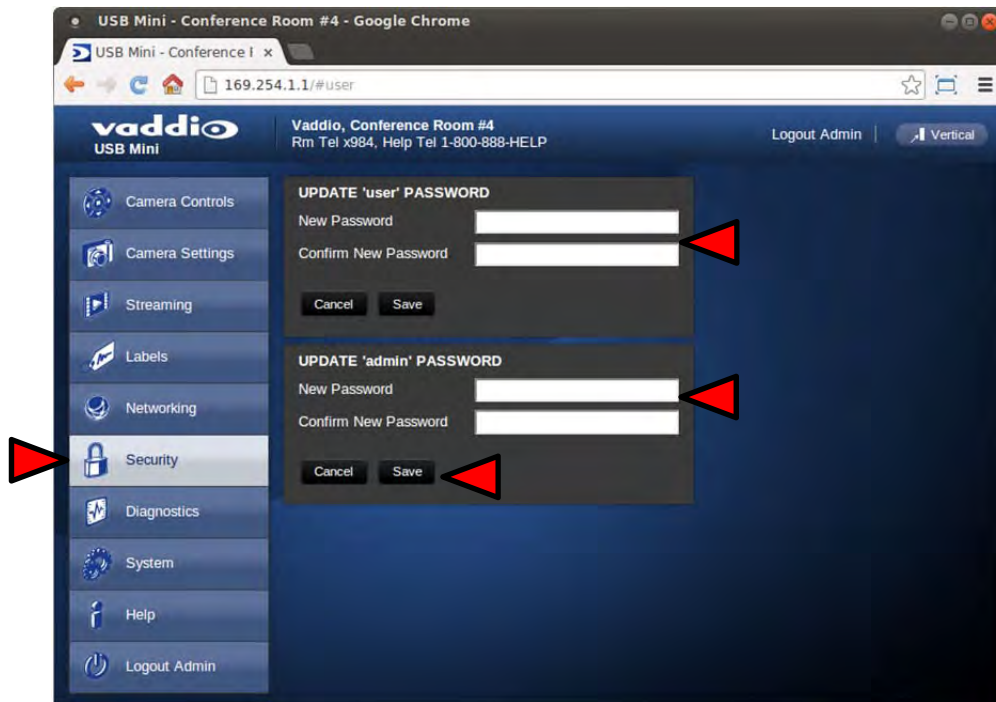 USB Mini - Conference Room #4 - Google Chrome
USB Mini - Conference I
169.254.1.1/#user
vaddio
USB Mini
Vaddio, Conference Room #4
Rm Tel x984, Help Tel 1-800-888-HELP
Logout Admin
Vertical
Camera Controls
Camera Settings
Streaming
Labels
Networking
Security
Diagnostics
System
Help
Logout Admin
UPDATE 'user' PASSWORD
New Password
Confirm New Password
Cancel Save
UPDATE 'admin' PASSWORD
New Password
Confirm New Password
Cancel Save